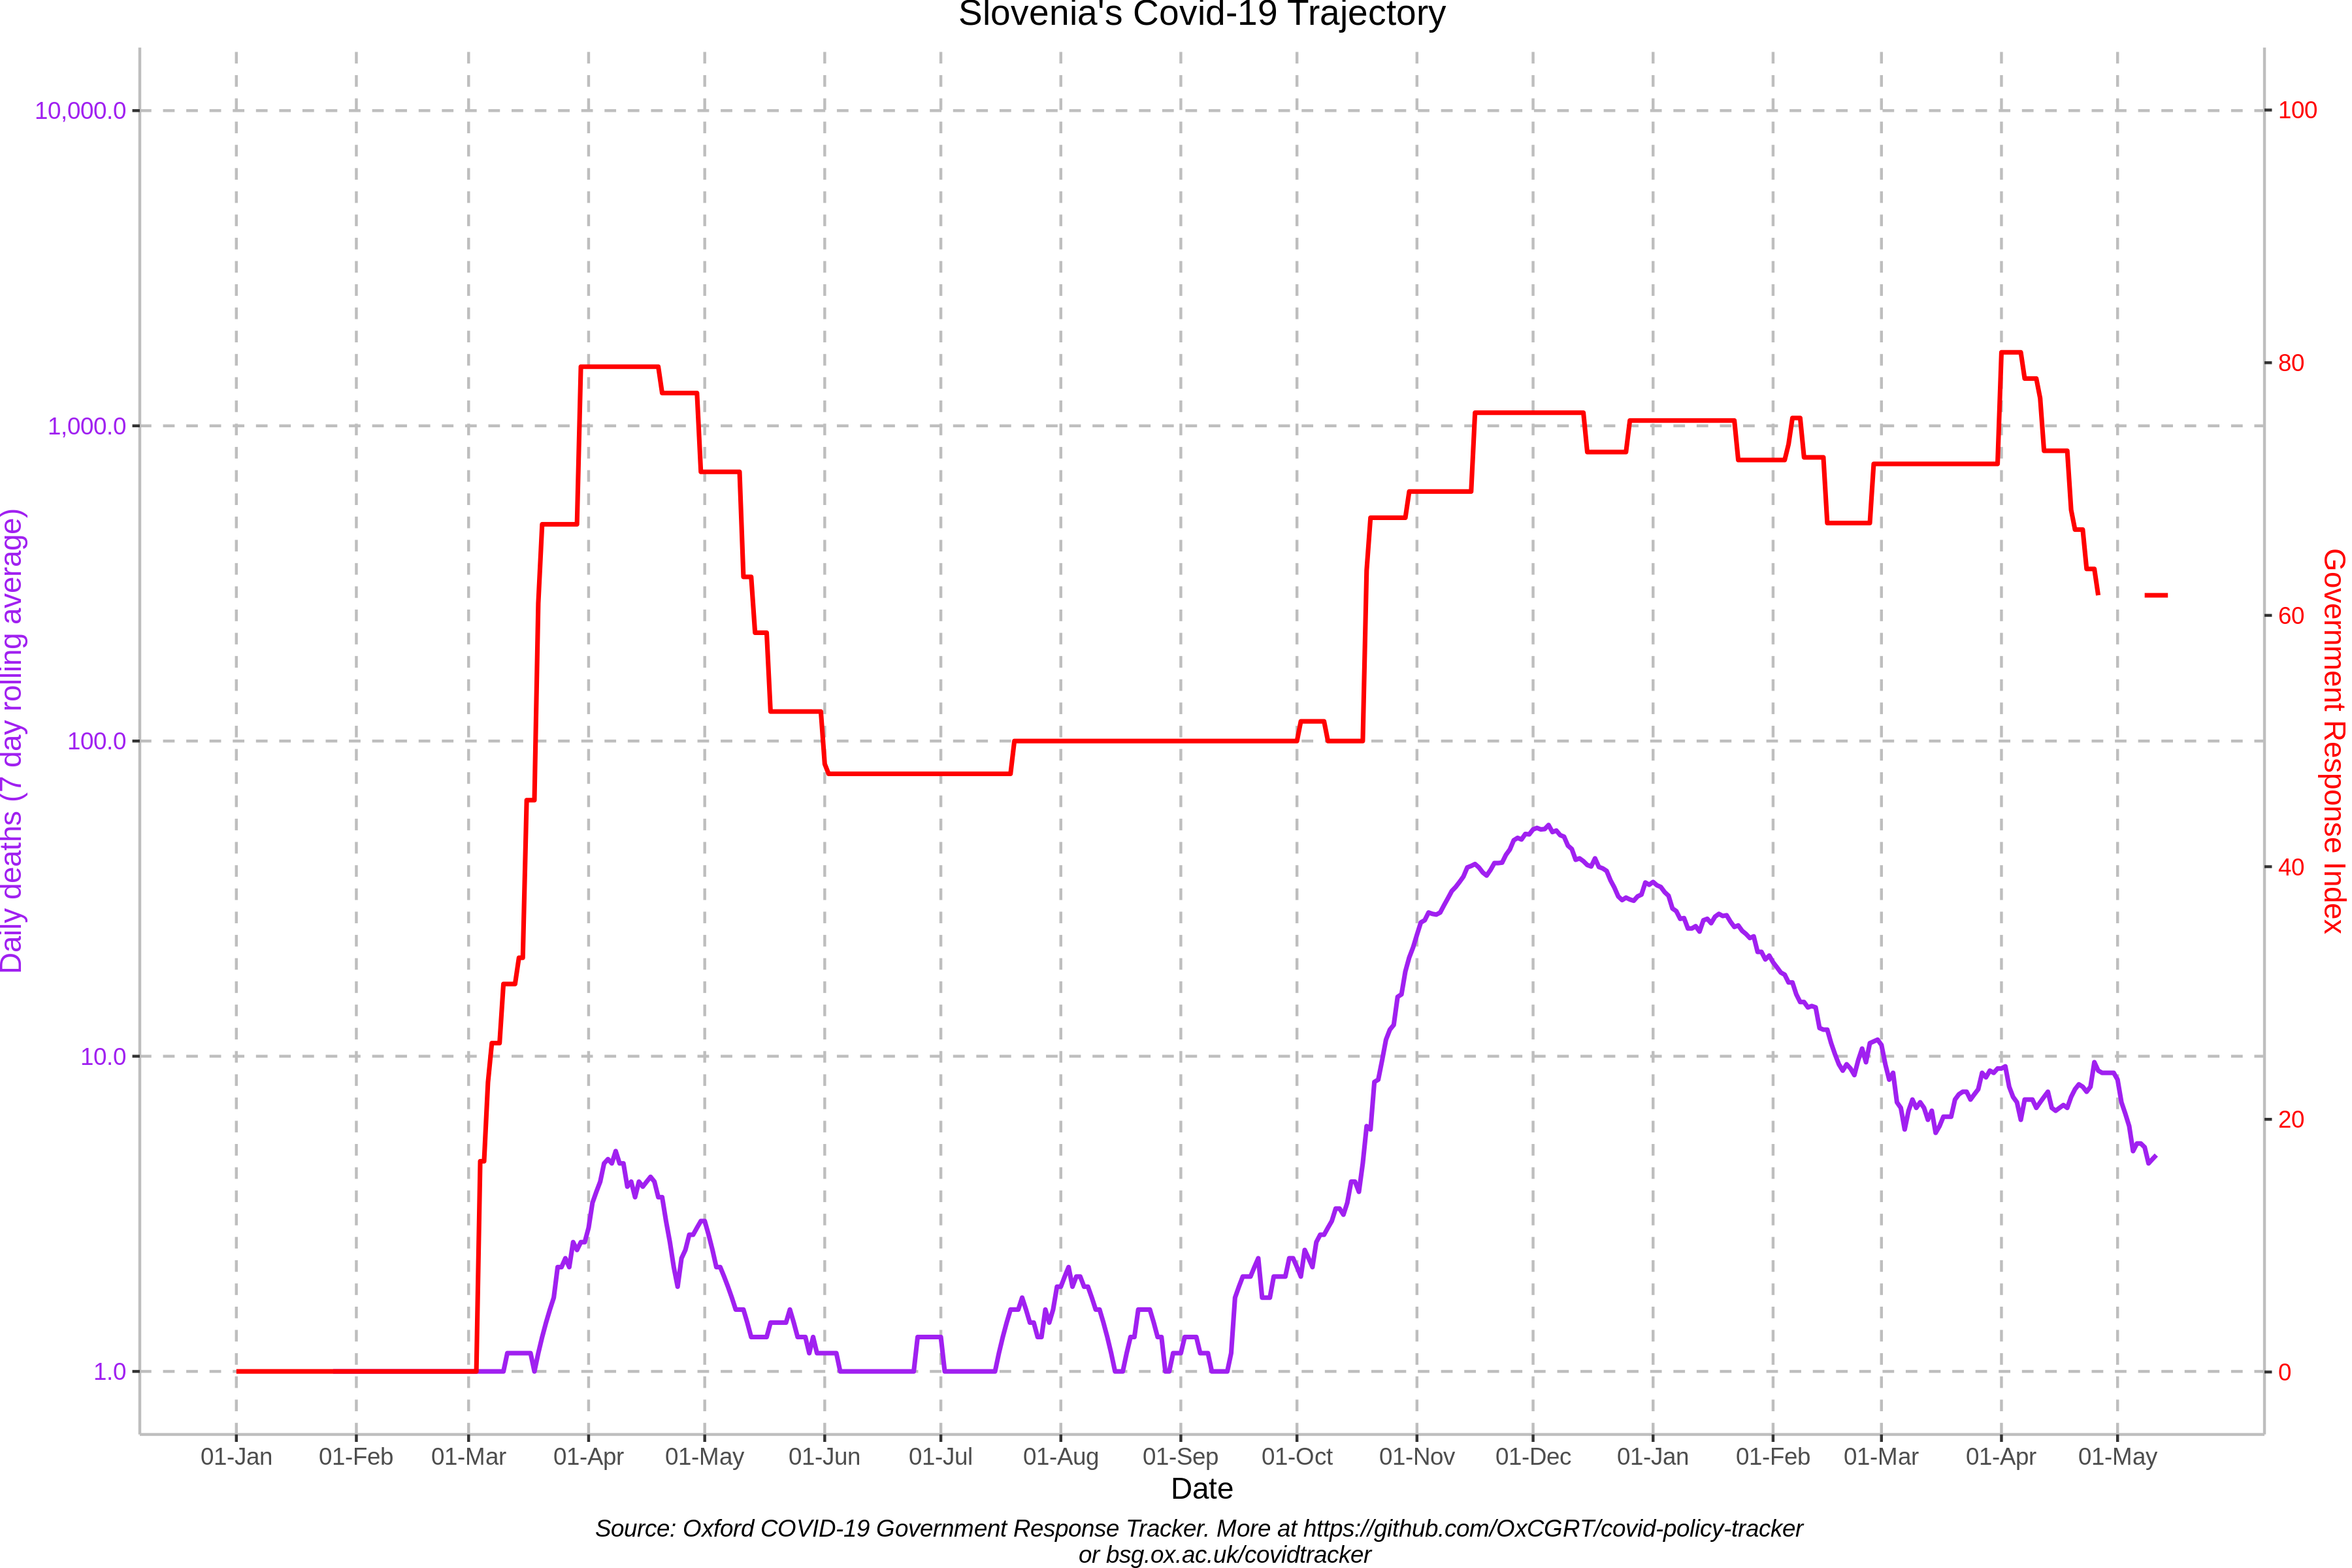 Slovenia's Covid-19 Trajectory
10,000.0
1,000.0
100.0
10.0
1.0
Daily deaths (7 day rolling average)
100
80
60
40
20
0
Government Response Index
01-Jan 01-Feb 01-Mar 01-Apr 01-May 01-Jun 01-Jul 01-Aug 01-Sep 01-Oct 01-Nov 01-Dec 01-Jan 01-Feb 01-Mar 01-Apr 01-May
Date
Source: Oxford COVID-19 Government Response Tracker. More at https://github.com/OxCGRT/covid-policy-tracker
or bsg.ox.ac.uk/covidtracker